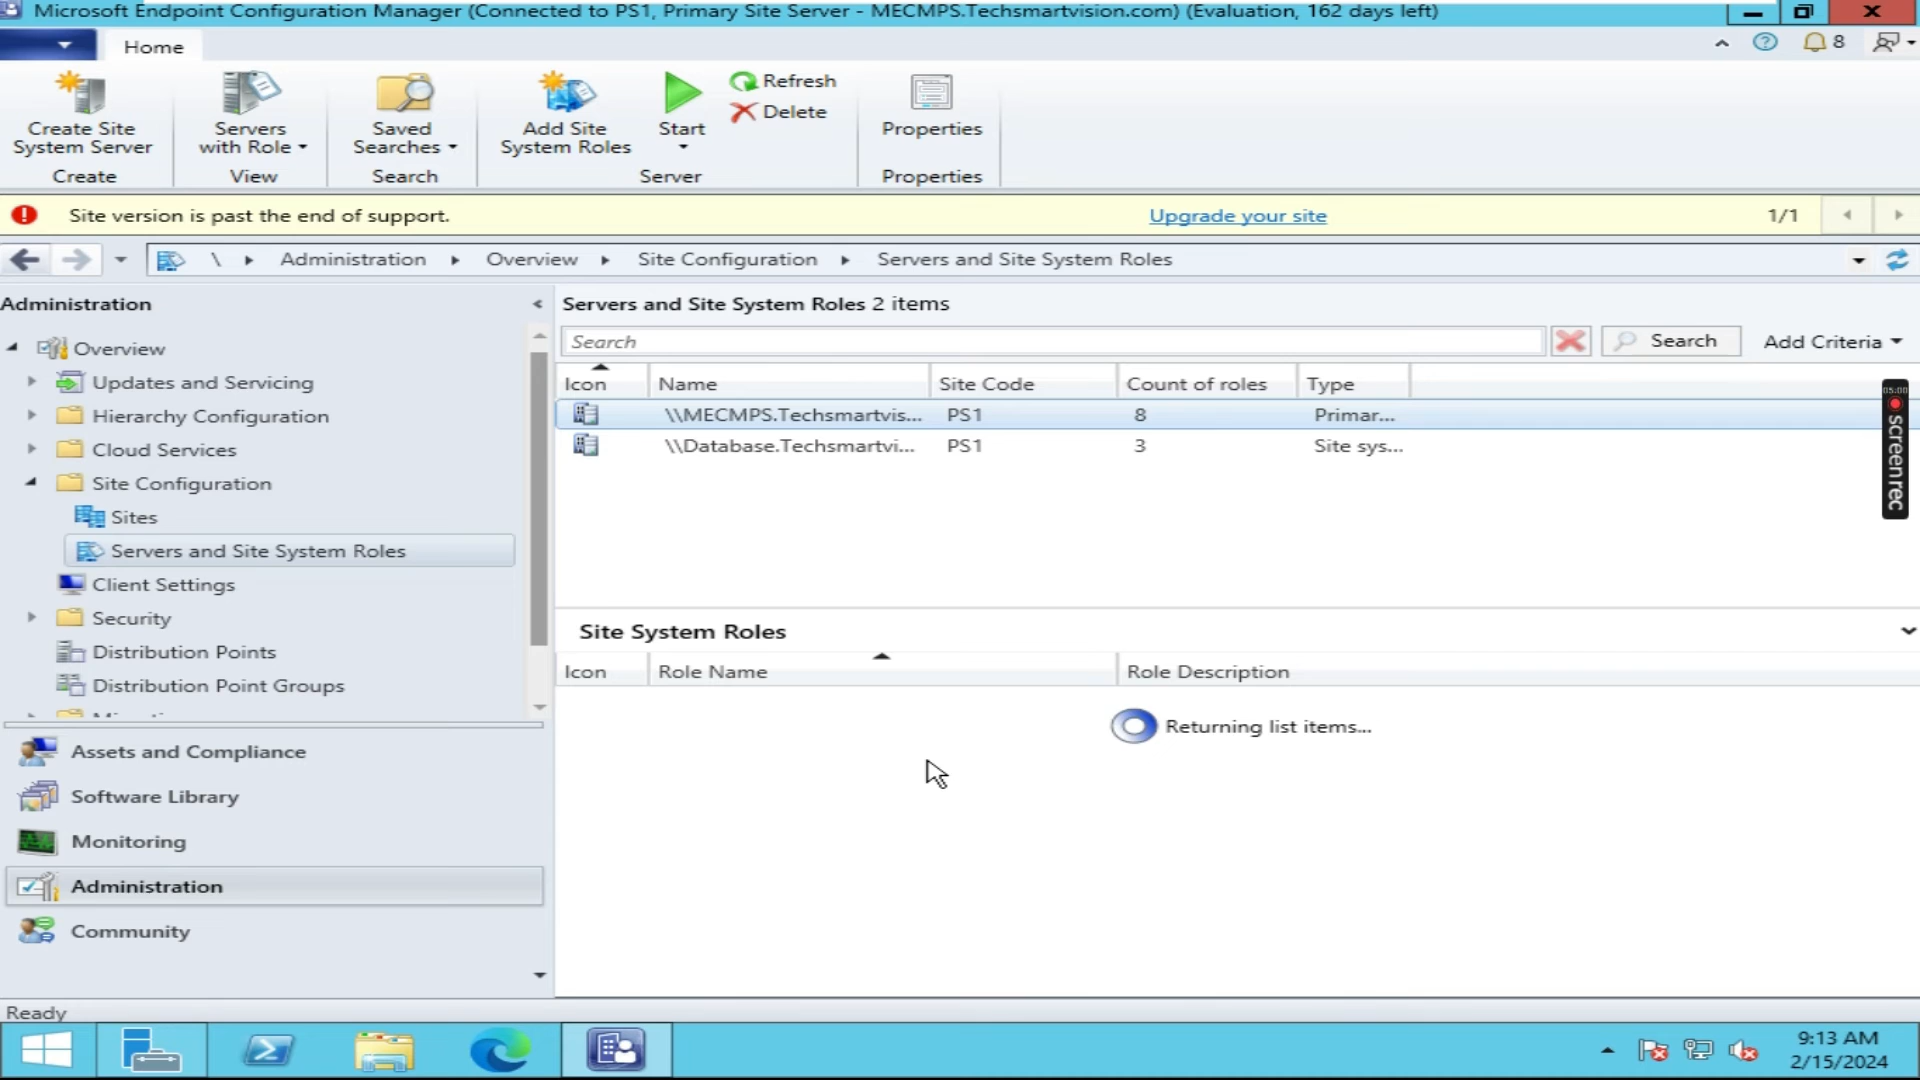 Microsoft Endpoint Configuration Manager (Connected to PS1, Primary Site Server - MECMPS.Techsmartvision.com) (Evaluation, 162 days left)
Home
8
Create Site System Server
Servers with Role
Saved Searches
Add Site System Roles
Start
Refresh
Delete
Properties
Create
View
Search
Server
Properties
Site version is past the end of support.
Upgrade your site
1/1
\ Administration Overview Site Configuration Servers and Site System Roles
Administration
Overview
Updates and Servicing
Hierarchy Configuration
Cloud Services
Site Configuration
Sites
Servers and Site System Roles
Client Settings
Security
Distribution Points
Distribution Point Groups
Assets and Compliance
Software Library
Monitoring
Administration
Community
Servers and Site System Roles 2 items
Search
Search
Add Criteria
Icon Name Site Code Count of roles Type
\\MECMPS.Techsmartvis... PS1 8 Primar...
\\Database.Techsmartvi... PS1 3 Site sys...
Site System Roles
Icon Role Name Role Description
Returning list items...
05:00
screenrec
Ready
9:13 AM
2/15/2024